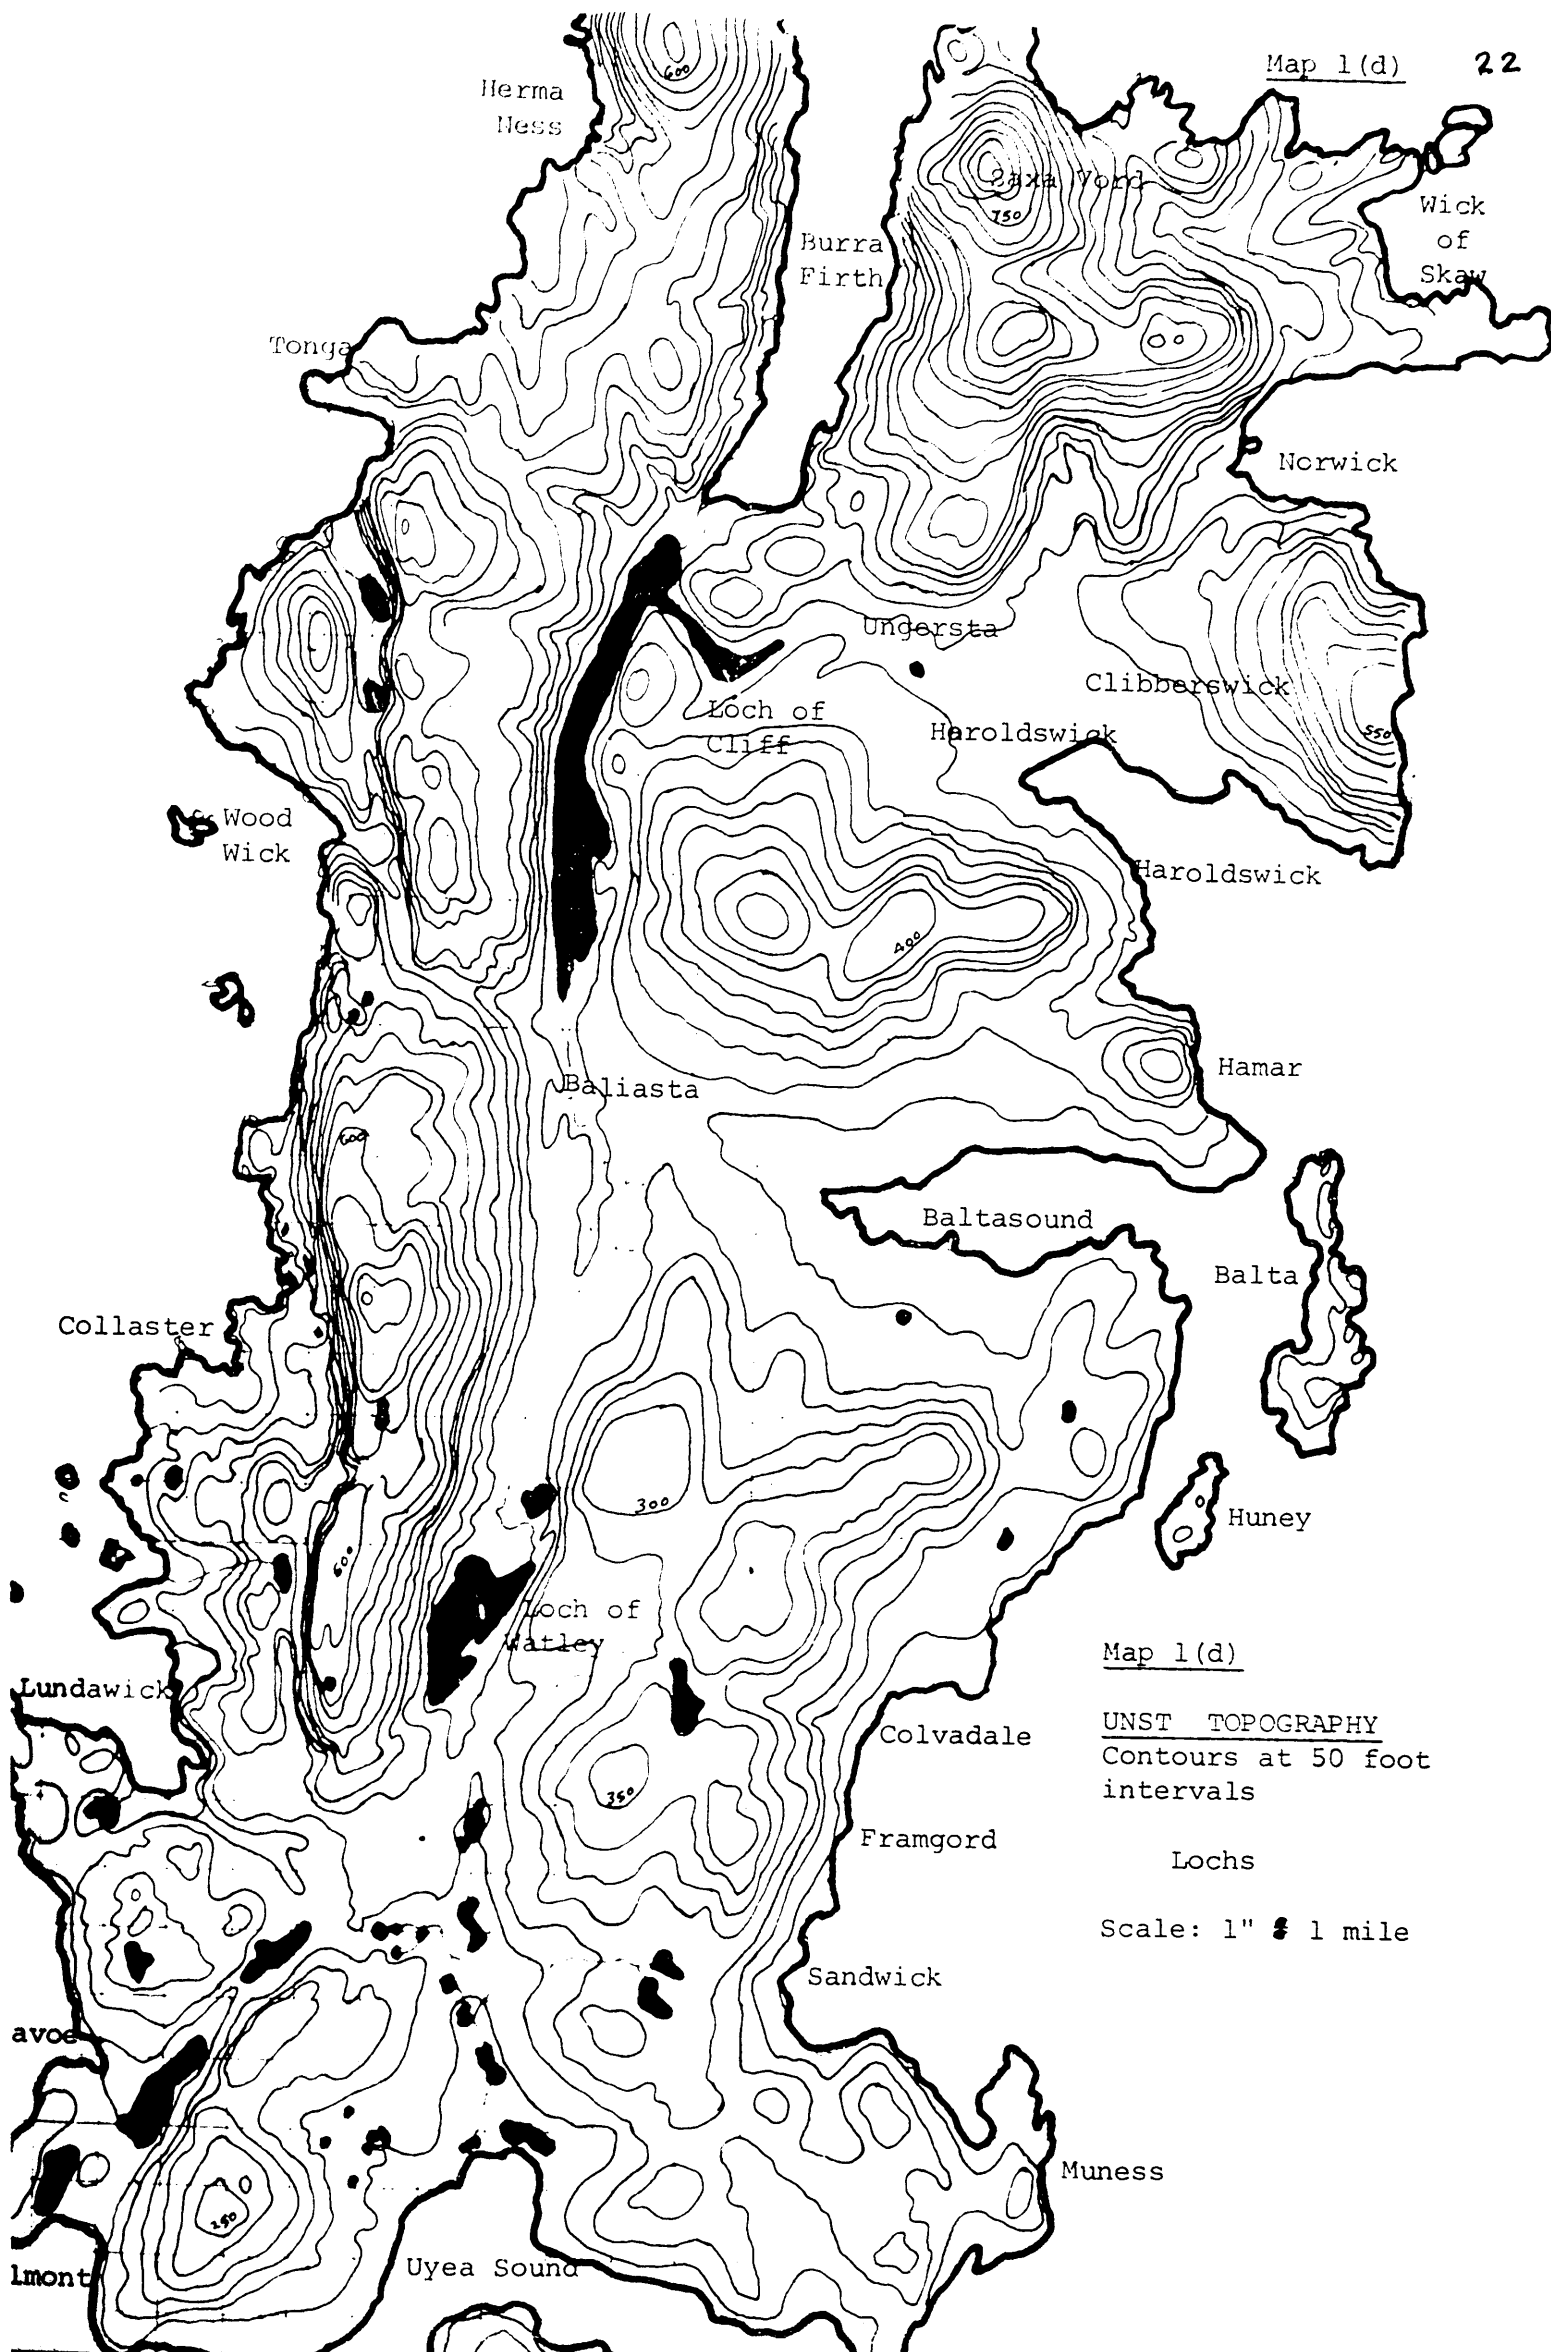 Map 1(d) 22
Herma
Ness
600
Saxa Vord
750
Wick
of
Skaw
Burra
Firth
Tonga
Norwick
Ungersta
Clibberswick
Loch of
Cliff
Haroldswick
550
Wood
Wick
Haroldswick
400
Hamar
Baliasta
600
Baltasound
Balta
Collaster
300
Huney
600
Loch of
Watley
Map 1(d)
Lundawick
UNST TOPOGRAPHY
Colvadale
Contours at 50 foot
intervals
350
Framgord
Lochs
Scale: 1" 1 mile
Sandwick
avoe
Muness
250
Uyea Sound
lmont